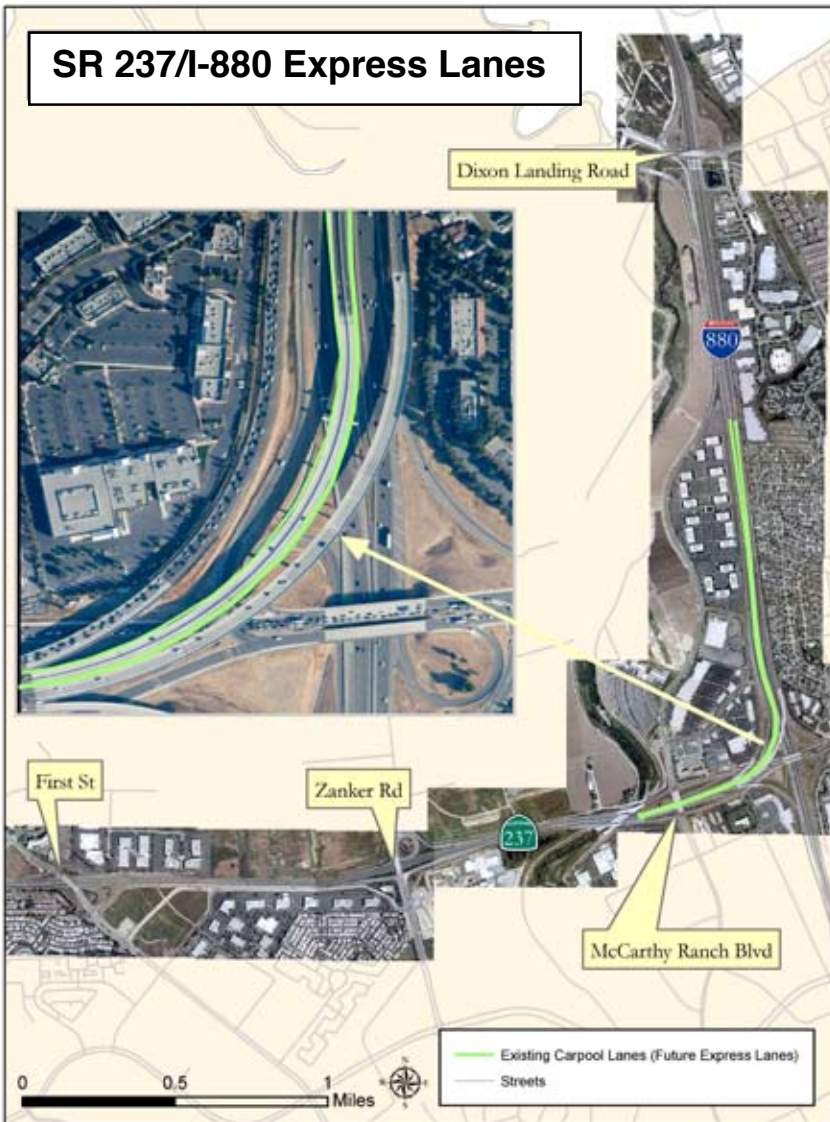 SR 237/I-880 Express Lanes
Dixon Landing Road
880
First St
Zanker Rd
237
McCarthy Ranch Blvd
Existing Carpool Lanes (Future Express Lanes)
Streets
0 0.5 1 Miles